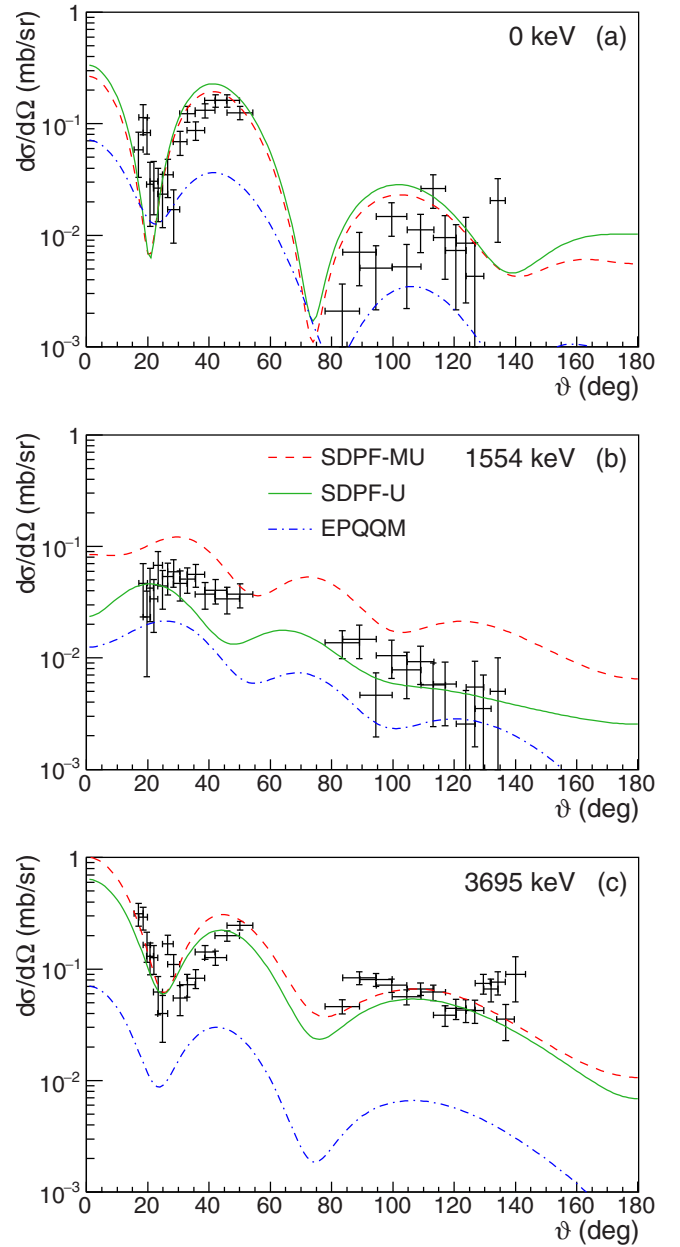 dσ/dΩ (mb/sr)
1
10⁻¹
10⁻²
10⁻³
0 keV (a)
0 20 40 60 80 100 120 140 160 180
ϑ (deg)
dσ/dΩ (mb/sr)
1
10⁻¹
10⁻²
10⁻³
1554 keV (b)
SDPF-MU
SDPF-U
EPQQM
0 20 40 60 80 100 120 140 160 180
ϑ (deg)
dσ/dΩ (mb/sr)
1
10⁻¹
10⁻²
10⁻³
3695 keV (c)
0 20 40 60 80 100 120 140 160 180
ϑ (deg)